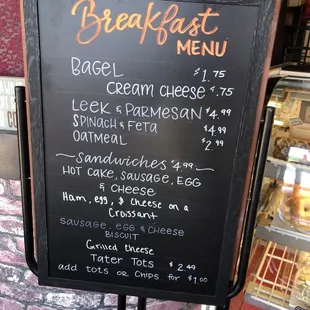 Breakfast
MENU
BAGEL $1.75
CREAM CHEESE $.75
LEEK & PARMESAN $4.99
SPINACH & FETA $4.99
OATMEAL $2.99
~Sandwiches $4.99~
HOT CAKE, SAUSAGE, EGG
& CHEESE
HAM, egg, & CHEESE ON A
CROISSANT
SAUSAGE, EGG & CHEESE
BISCUIT
Grilled Cheese
TATER TOTS $2.49
add TOTS OR CHIPS for $1.00